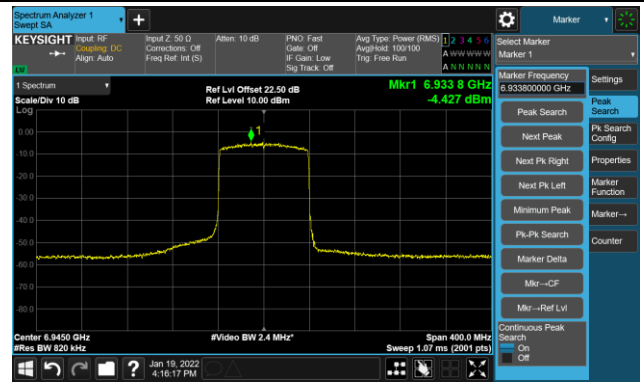 Spectrum Analyzer 1
Swept SA
Marker
KEYSIGHT
Input: RF
Coupling: DC
Align: Auto
Input Z: 50 Ω
Corrections: Off
Freq Ref: Int (S)
Atten: 10 dB
PNO: Fast
Gate: Off
IF Gain: Low
Sig Track: Off
Avg Type: Power (RMS)
Avg|Hold: 100/100
Trig: Free Run
1 2 3 4 5 6
A W W W W W
A N N N N N
Select Marker
Marker 1
1 Spectrum
Scale/Div 10 dB
Log
Ref Lvl Offset 22.50 dB
Ref Level 10.00 dBm
Mkr1 6.933 8 GHz
-4.427 dBm
1
0.00
-10.0
-20.0
-30.0
-40.0
-50.0
-60.0
-70.0
-80.0
Center 6.9450 GHz
#Res BW 820 kHz
#Video BW 2.4 MHz*
Span 400.0 MHz
Sweep 1.07 ms (2001 pts)
Marker Frequency
6.933800000 GHz
Peak Search
Next Peak
Next Pk Right
Next Pk Left
Minimum Peak
Pk-Pk Search
Marker Delta
Mkr→CF
Mkr→Ref Lvl
Continuous Peak
Search
On
Off
Settings
Peak
Search
Pk Search
Config
Properties
Marker
Function
Marker→
Counter
?
Jan 19, 2022
4:16:17 PM